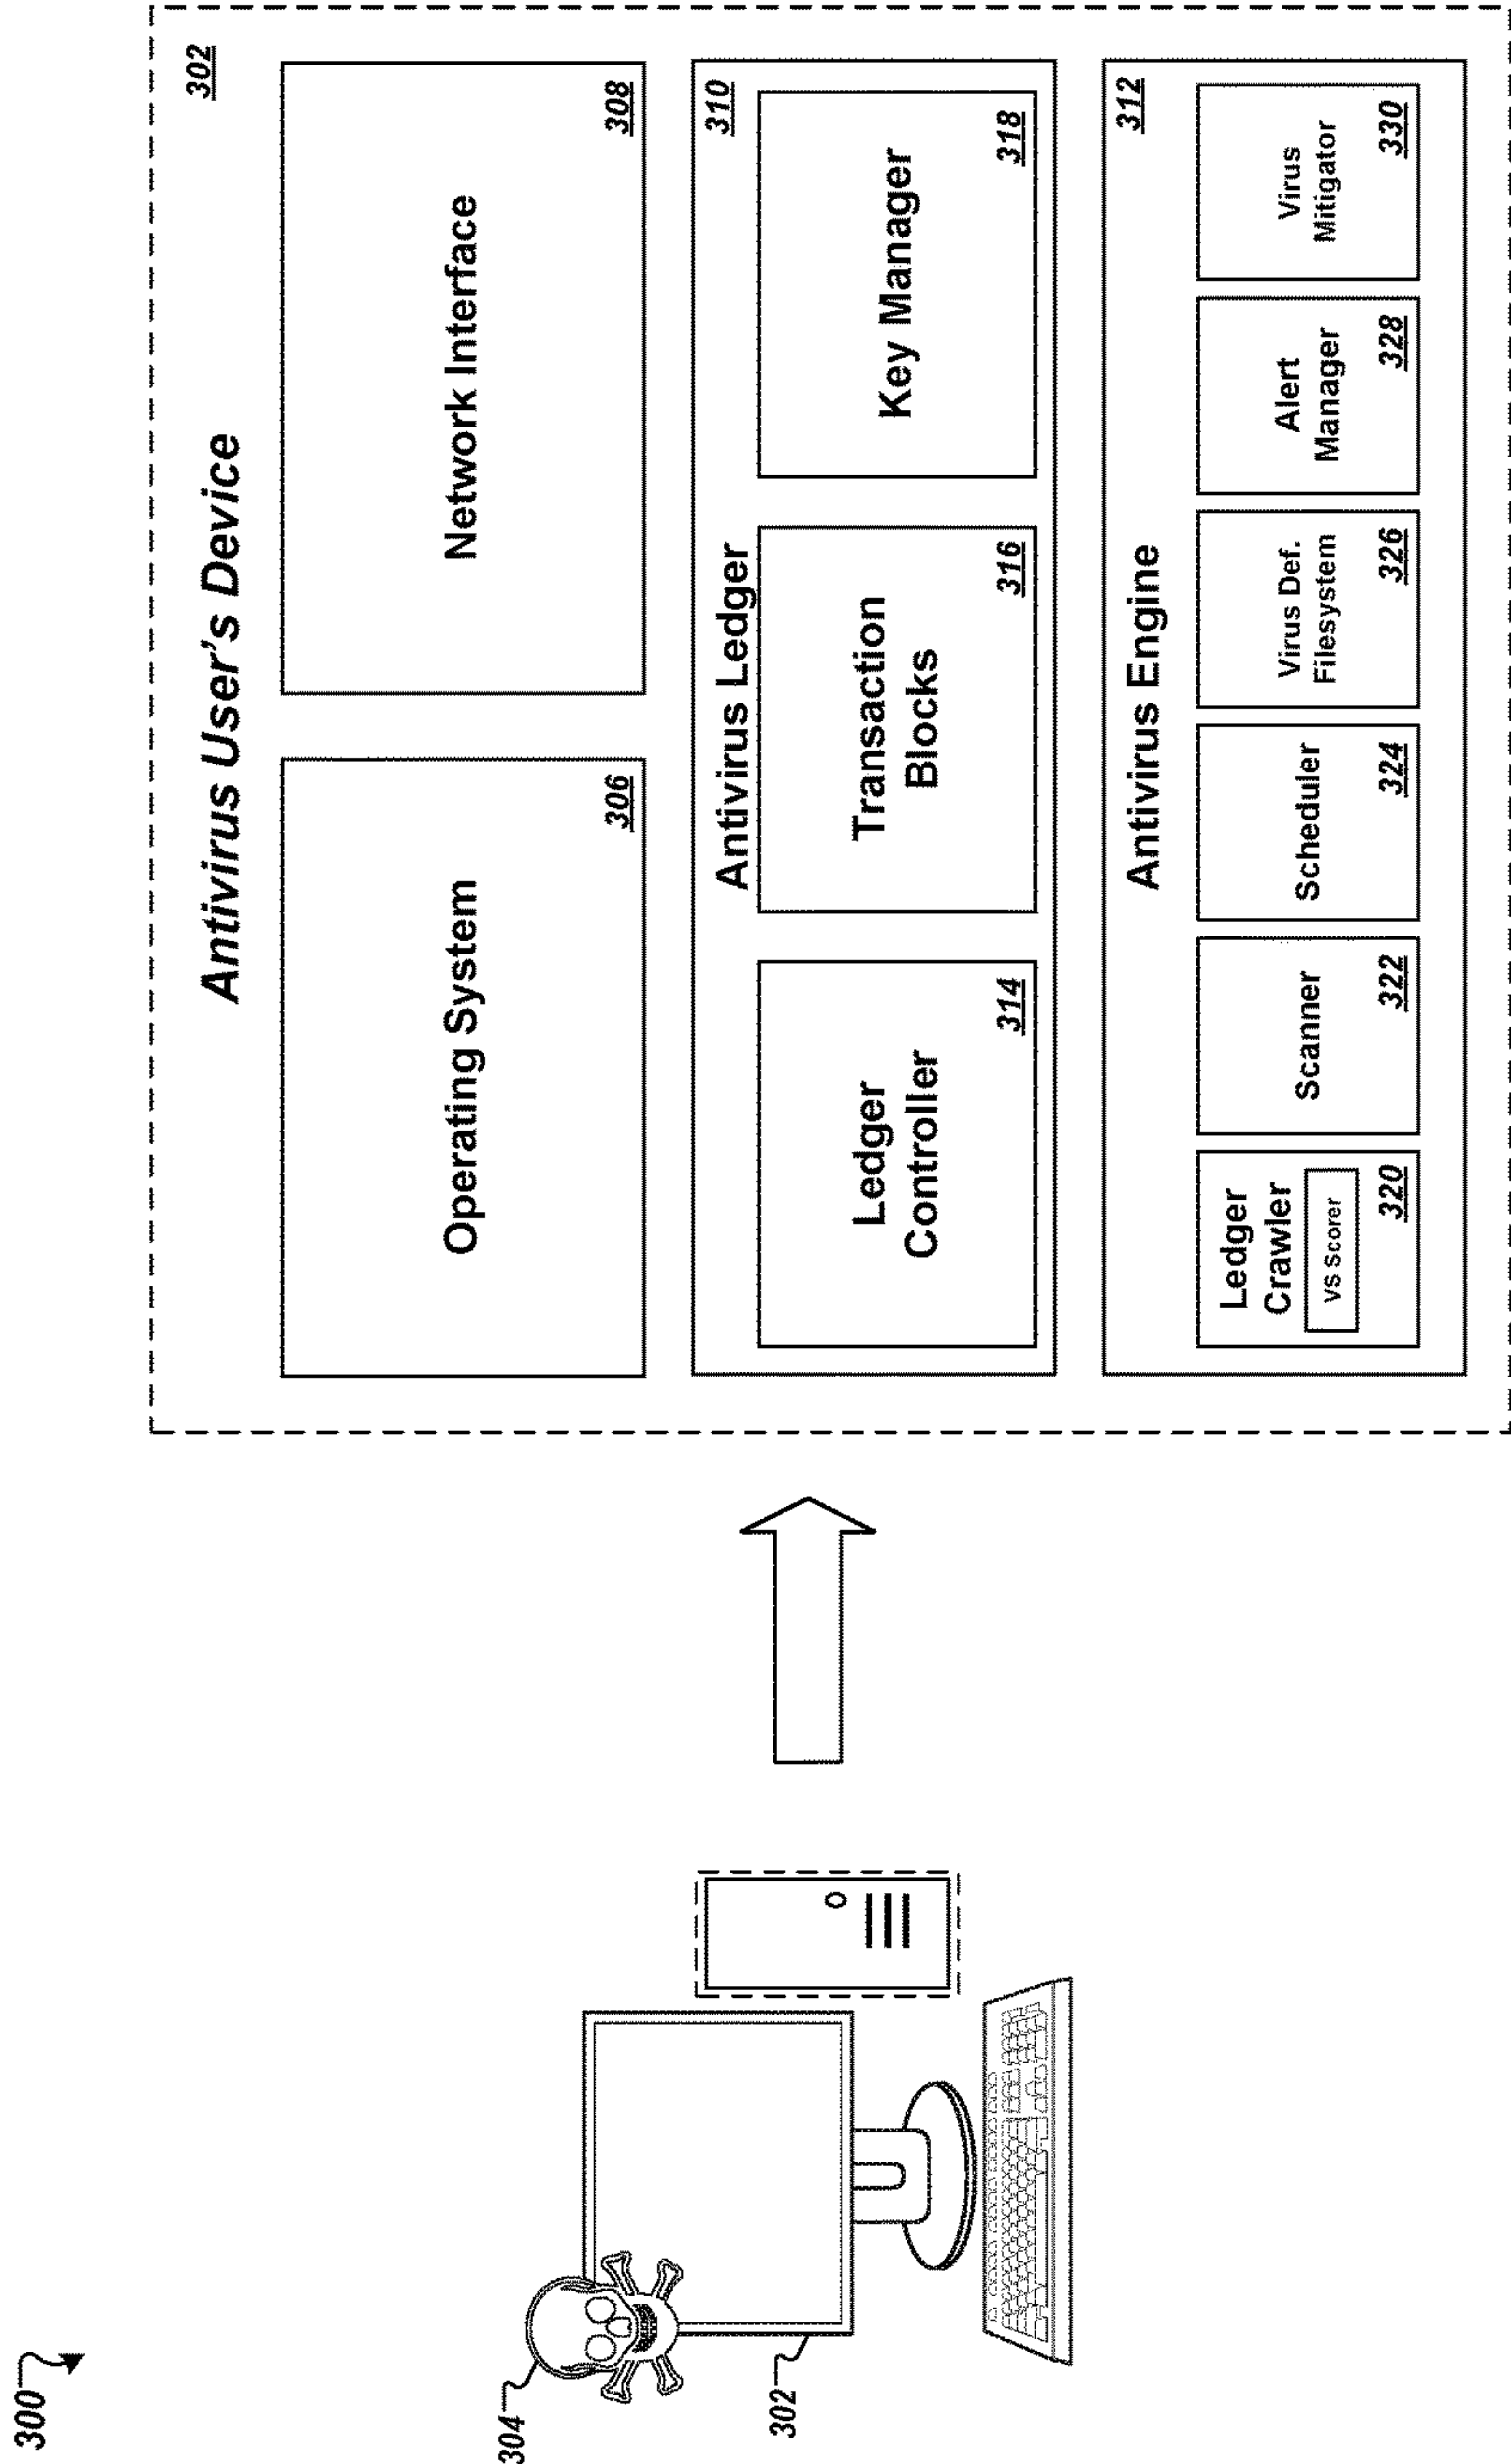 300
304
302
Antivirus User's Device
302
Operating System
306
Network Interface
308
Antivirus Ledger
310
Ledger
Controller
314
Transaction
Blocks
316
Key Manager
318
Antivirus Engine
312
Ledger
Crawler
VS Scorer
320
Scanner
322
Scheduler
324
Virus Def.
Filesystem
326
Alert
Manager
328
Virus
Mitigator
330